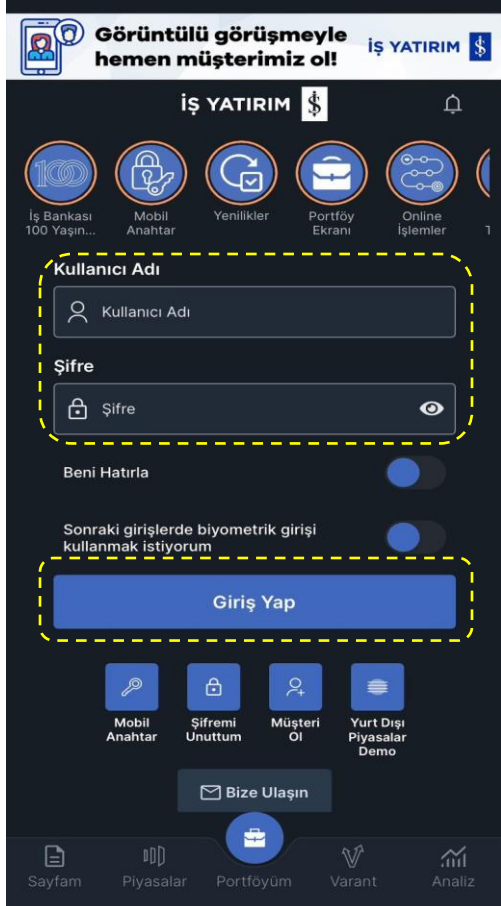 Görüntülü görüşmeyle
hemen müşterimiz ol!
İŞ YATIRIM
İŞ YATIRIM
100
İş Bankası
100 Yaşın...
Mobil
Anahtar
Yenilikler
Portföy
Ekranı
Online
İşlemler
T
Kullanıcı Adı
Kullanıcı Adı
Şifre
Şifre
Beni Hatırla
Sonraki girişlerde biyometrik girişi
kullanmak istiyorum
Giriş Yap
Mobil
Anahtar
Şifremi
Unuttum
Müşteri
Ol
Yurt Dışı
Piyasalar
Demo
Bize Ulaşın
Sayfam
Piyasalar
Portföyüm
Varant
Analiz